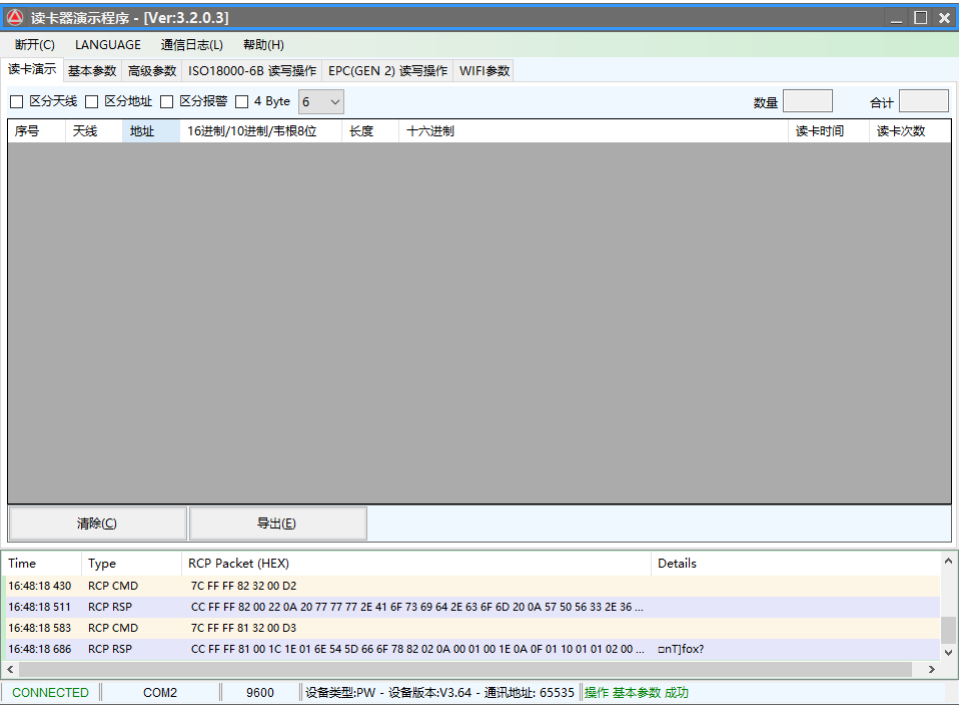 读卡器演示程序 - [Ver:3.2.0.3]
断开(C) LANGUAGE 通信日志(L) 帮助(H)
读卡演示 基本参数 高级参数 ISO18000-6B 读写操作 EPC(GEN 2) 读写操作 WIFI参数
区分天线 区分地址 区分报警 4 Byte 6 数量 合计
序号 天线 地址 16进制/10进制/韦根8位 长度 十六进制 读卡时间 读卡次数
清除(C) 导出(E)
Time Type RCP Packet (HEX) Details
16:48:18 430 RCP CMD 7C FF FF 82 32 00 D2
16:48:18 511 RCP RSP CC FF FF 82 00 22 0A 20 77 77 77 2E 41 6F 73 69 64 2E 63 6F 6D 20 0A 57 50 56 33 2E 36 ...
16:48:18 583 RCP CMD 7C FF FF 81 32 00 D3
16:48:18 686 RCP RSP CC FF FF 81 00 1C 1E 01 6E 54 5D 66 6F 78 82 02 0A 00 01 00 1E 0A 0F 01 10 01 01 02 00 ... □nT]fox?
CONNECTED COM2 9600 设备类型:PW - 设备版本:V3.64 - 通讯地址: 65535 操作 基本参数 成功